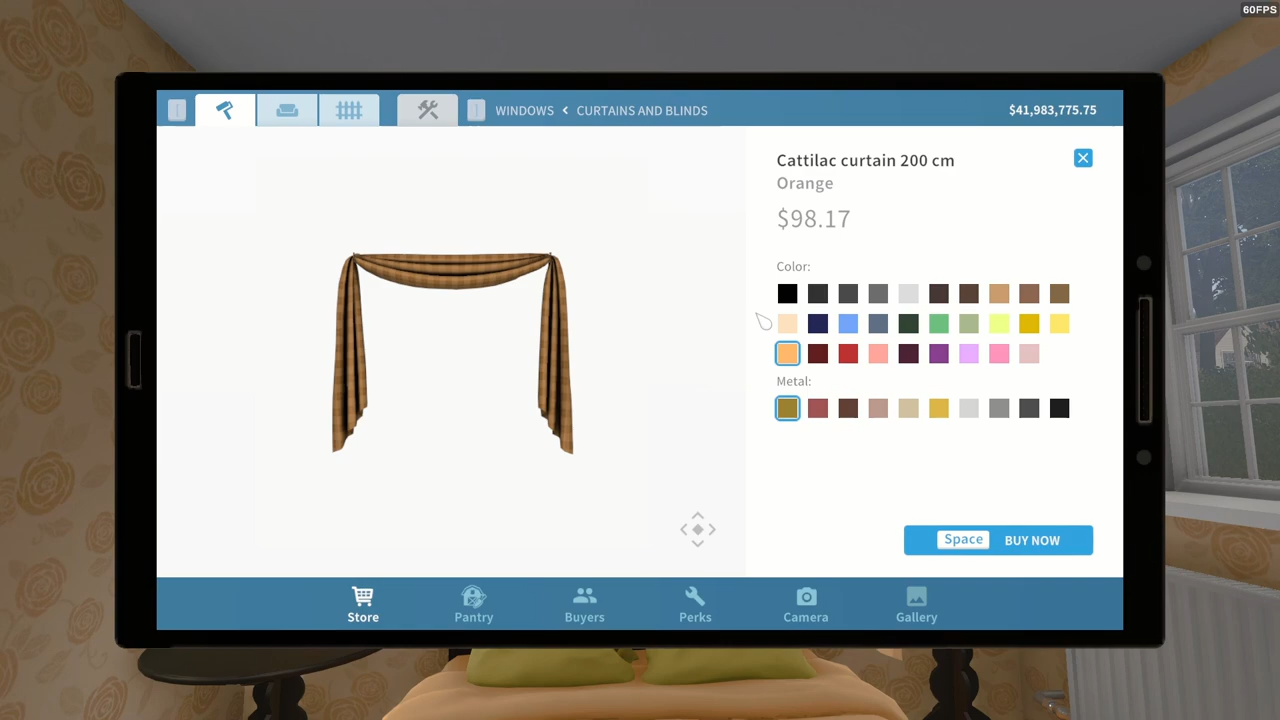 60FPS
WINDOWS < CURTAINS AND BLINDS
$41,983,775.75
Cattilac curtain 200 cm
Orange
$98.17
Color:
Metal:
Space BUY NOW
Store
Pantry
Buyers
Perks
Camera
Gallery